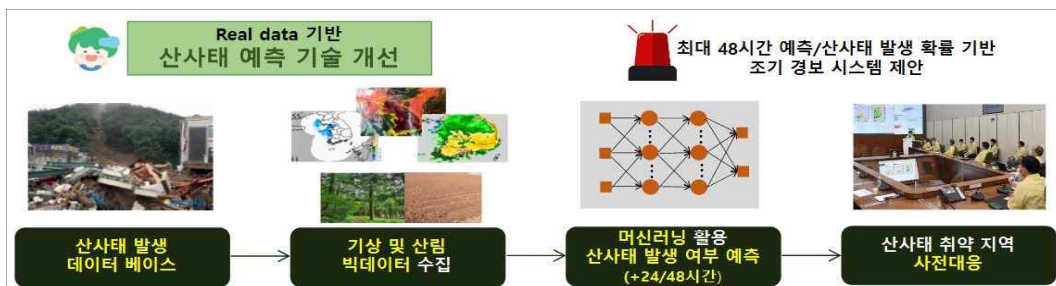 Real data 기반
산사태 예측 기술 개선
최대 48시간 예측/산사태 발생 확률 기반
조기 경보 시스템 제안
산사태 발생
데이터 베이스
기상 및 산림
빅데이터 수집
머신러닝 활용
산사태 발생 여부 예측
(+24/48시간)
산사태 취약 지역
사전대응